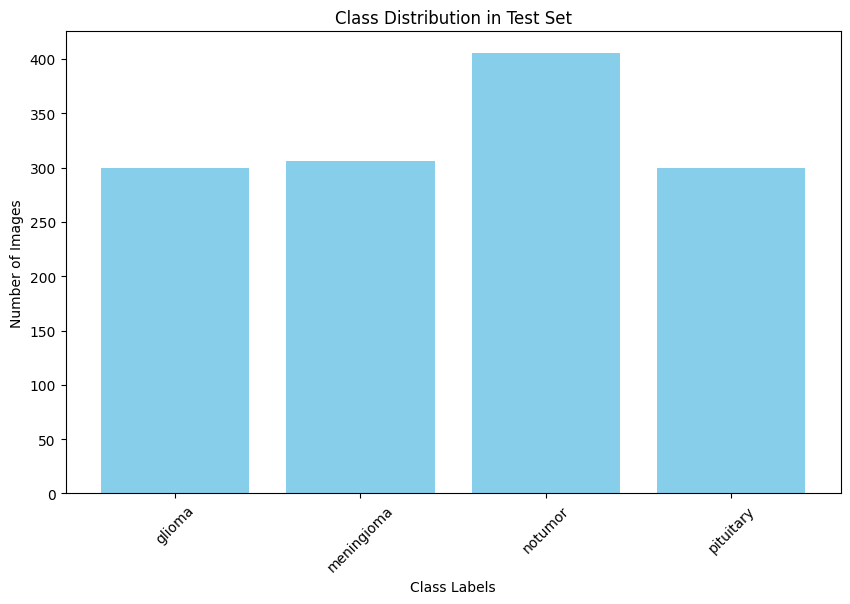 Class Distribution in Test Set
Number of Images
400
350
300
250
200
150
100
50
0
glioma
meningioma
notumor
pituitary
Class Labels